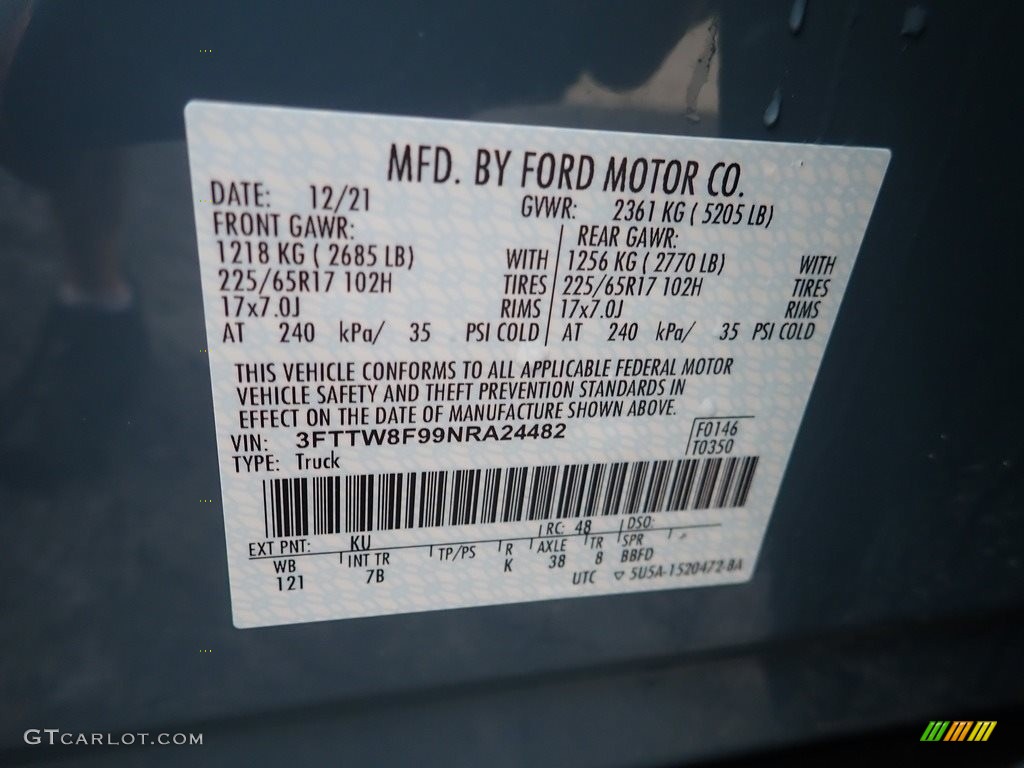 MFD. BY FORD MOTOR CO.
DATE: 12/21 GVWR: 2361 KG ( 5205 LB)
FRONT GAWR: REAR GAWR:
1218 KG ( 2685 LB) WITH 1256 KG ( 2770 LB) WITH
225/65R17 102H TIRES 225/65R17 102H TIRES
17x7.0J RIMS 17x7.0J RIMS
AT 240 kPa/ 35 PSI COLD AT 240 kPa/ 35 PSI COLD
THIS VEHICLE CONFORMS TO ALL APPLICABLE FEDERAL MOTOR
VEHICLE SAFETY AND THEFT PREVENTION STANDARDS IN
EFFECT ON THE DATE OF MANUFACTURE SHOWN ABOVE.
VIN: 3FTTW8F99NRA24482 F0146
TYPE: Truck T0350
EXT PNT: KU RC: 48 DSO:
WB INT TR TP/PS R AXLE TR SPR
121 7B K 38 8 BBFD
UTC ▽ 5U5A-1520472-BA
GTCARLOT.COM